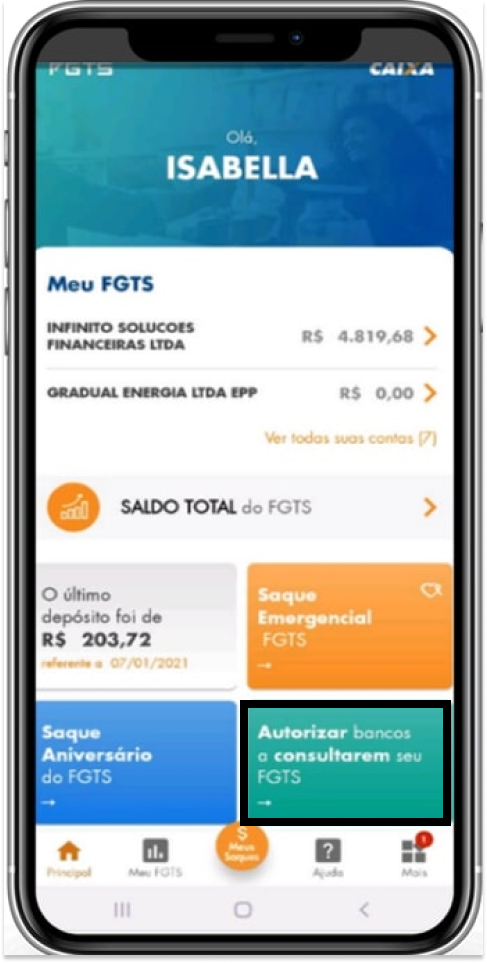 FGTS CAIXA
Olá,
ISABELLA
Meu FGTS
INFINITO SOLUCOES
FINANCEIRAS LTDA
R$ 4.819,68
GRADUAL ENERGIA LTDA EPP R$ 0,00
Ver todas suas contas (7)
SALDO TOTAL do FGTS
O último
depósito foi de
R$ 203,72
referente a 07/01/2021
Saque
Emergencial
FGTS
Saque
Aniversário
do FGTS
Autorizar bancos
a consultarem seu
FGTS
$
Meus
Saques
Principal
Meu FGTS
?
Ajuda
1
Mais